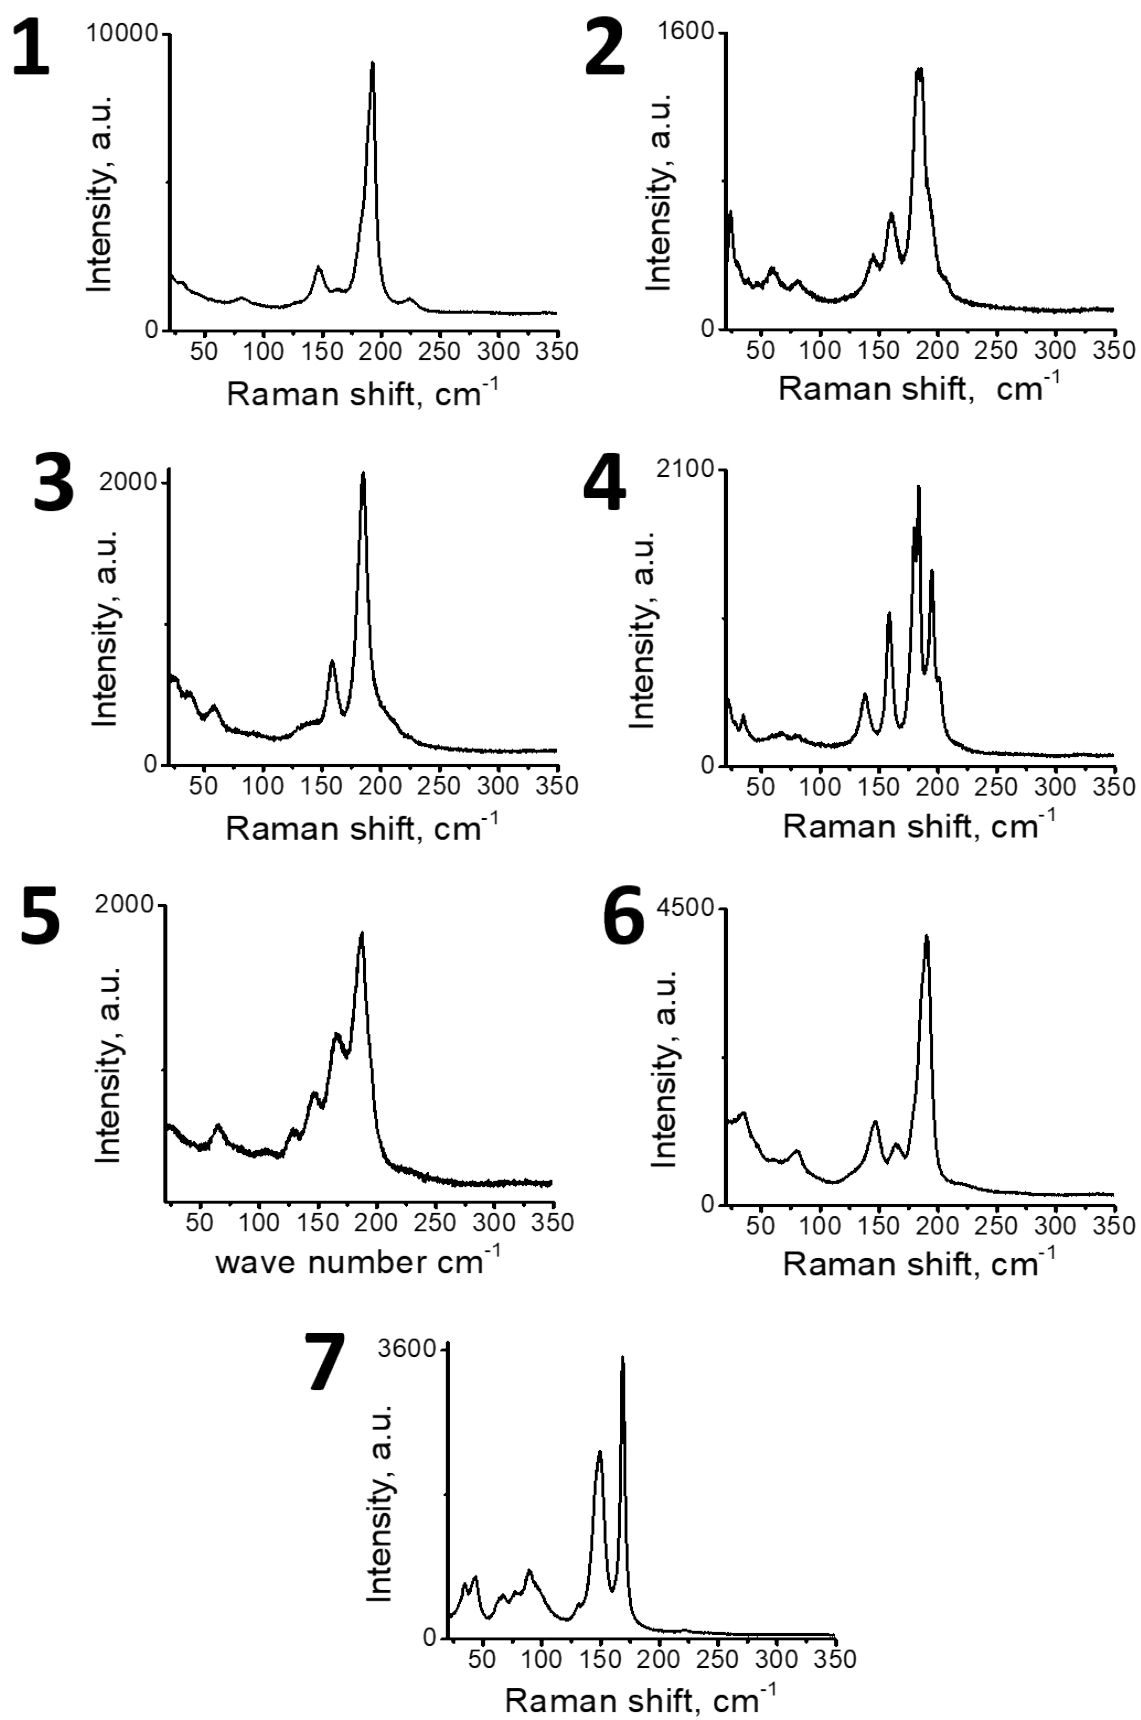 1
10000
0
Intensity, a.u.
50 100 150 200 250 300 350
Raman shift, cm-1
2
1600
0
Intensity, a.u.
50 100 150 200 250 300 350
Raman shift, cm-1
3
2000
0
Intensity, a.u.
50 100 150 200 250 300 350
Raman shift, cm-1
4
2100
0
Intensity, a.u.
50 100 150 200 250 300 350
Raman shift, cm-1
5
2000
Intensity, a.u.
50 100 150 200 250 300 350
wave number cm-1
6
4500
0
Intensity, a.u.
50 100 150 200 250 300 350
Raman shift, cm-1
7
3600
0
Intensity, a.u.
50 100 150 200 250 300 350
Raman shift, cm-1